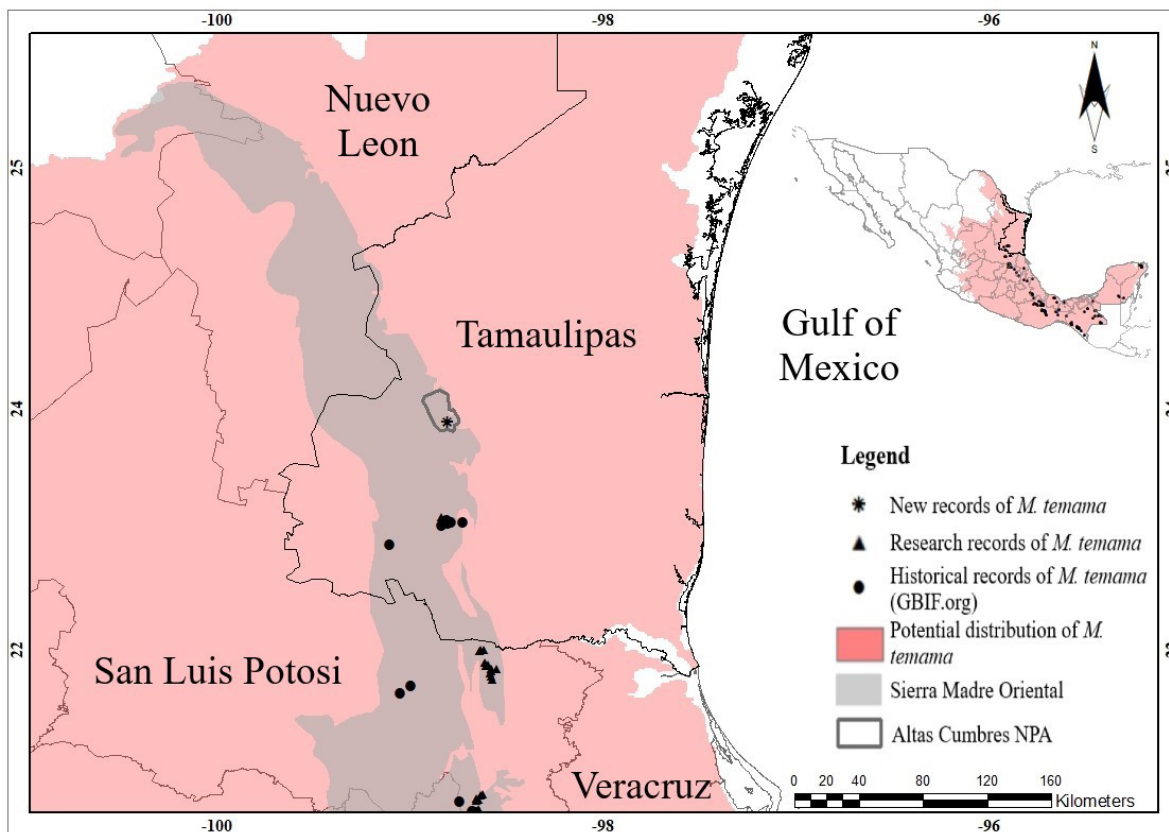 -100 -98 -96
N
S
Nuevo
Leon
25
Tamaulipas
Gulf of
Mexico
24
24
Legend
New records of M. temama
Research records of M. temama
Historical records of M. temama
(GBIF.org)
Potential distribution of M.
temama
Sierra Madre Oriental
Altas Cumbres NPA
22
San Luis Potosi
Veracruz
0 20 40 80 120 160
Kilometers
-100 -98 -96